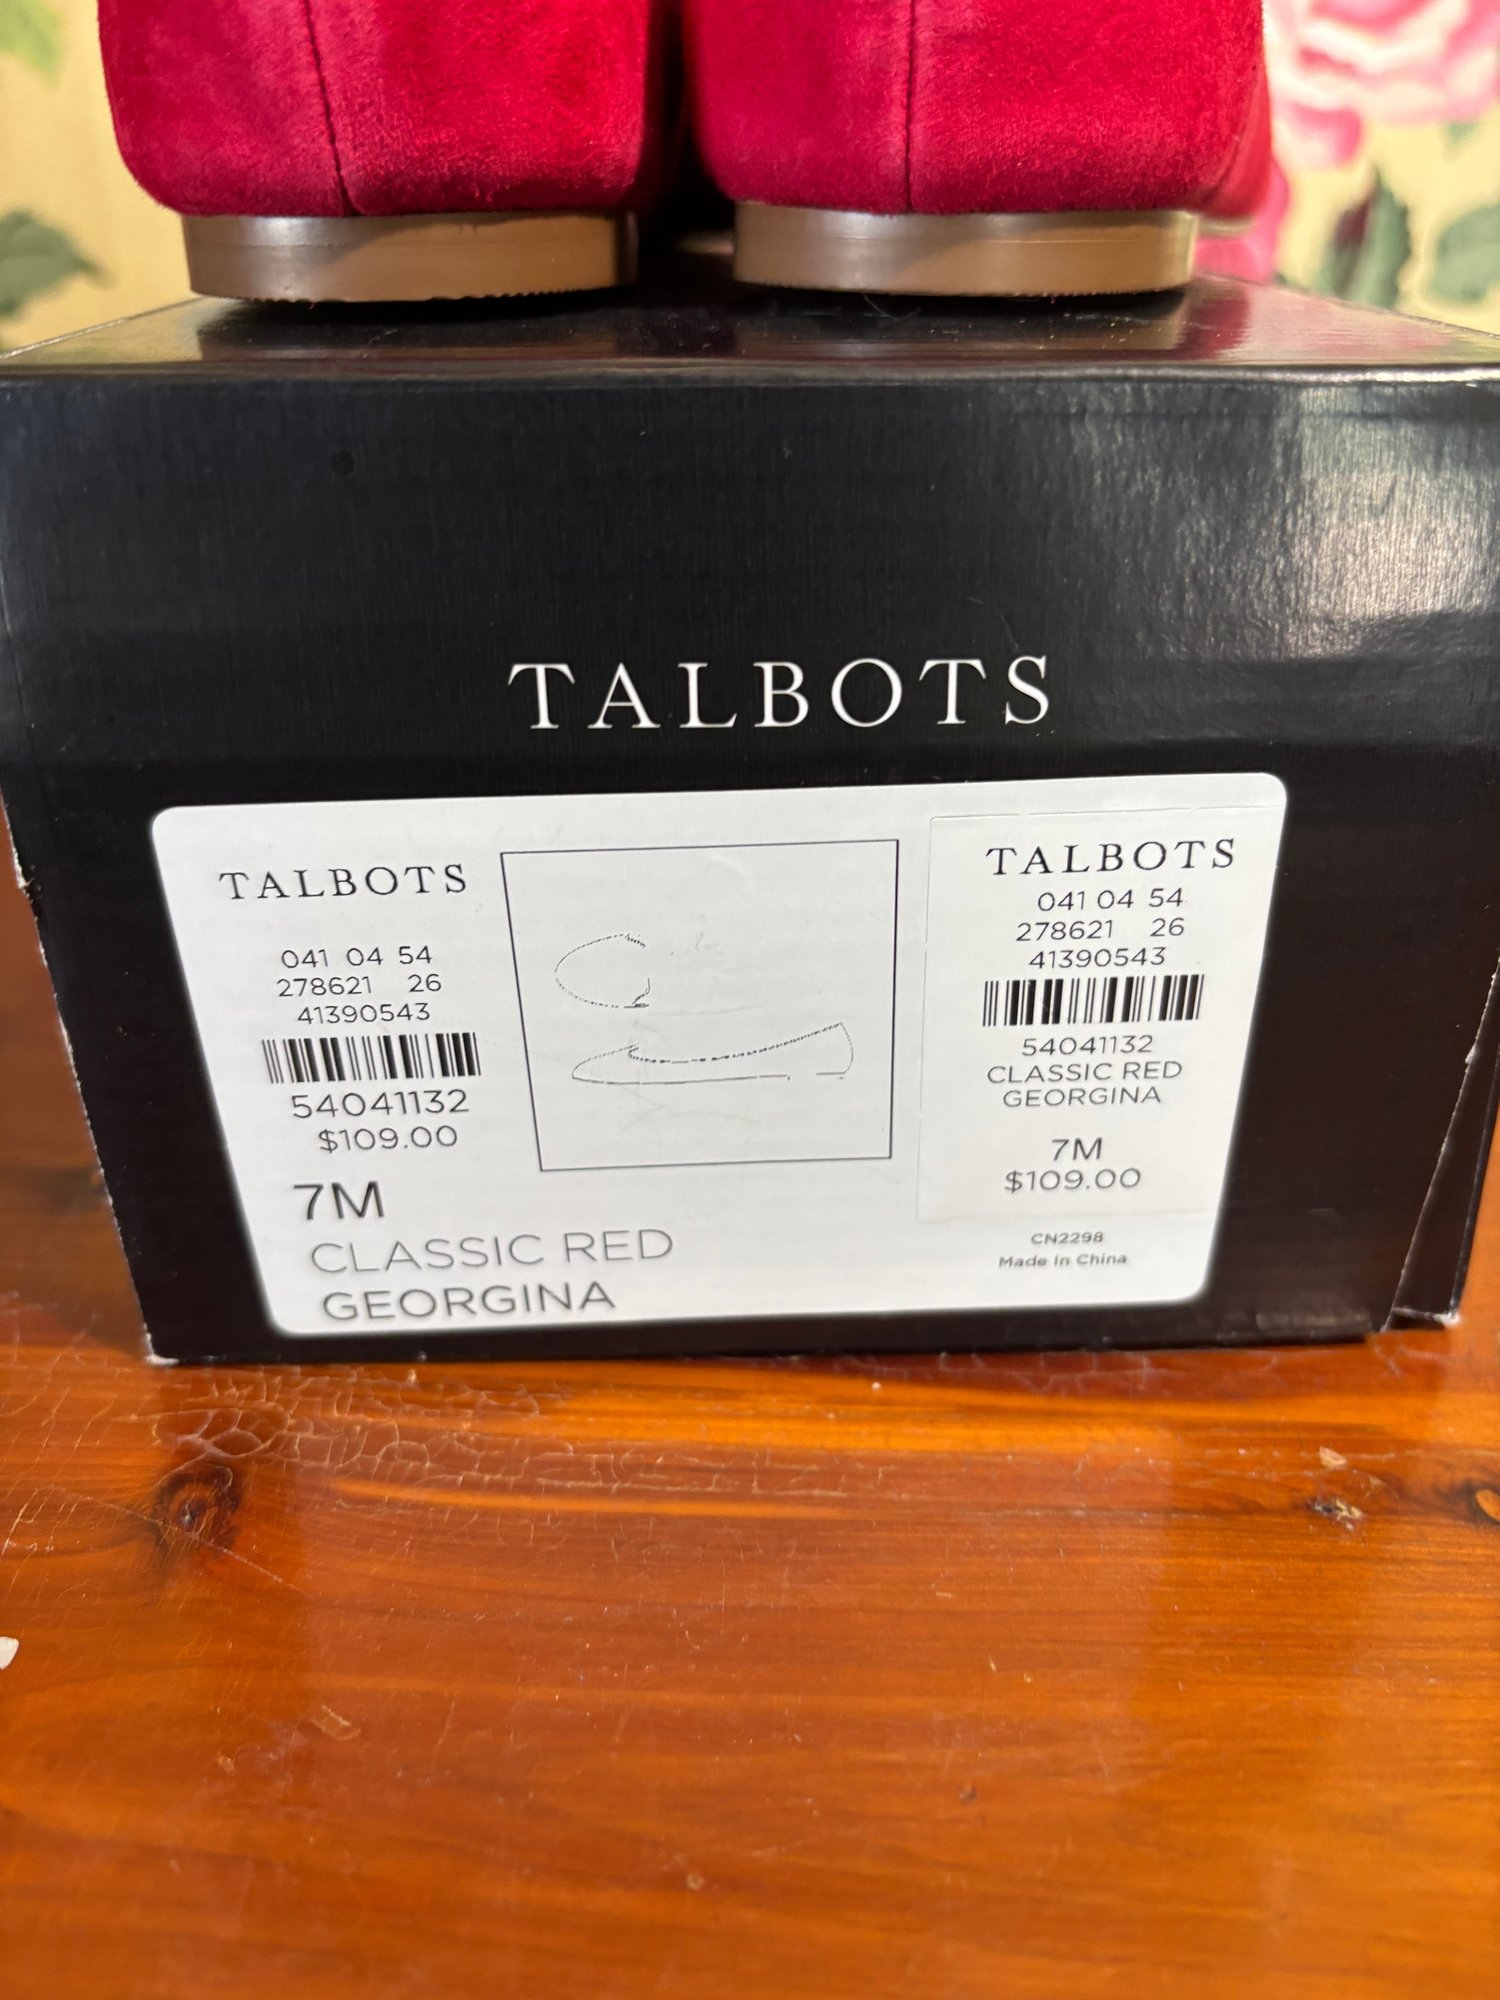 TALBOTS
TALBOTS
041 04 54
278621 26
41390543
54041132
$109.00
7M
CLASSIC RED
GEORGINA
TALBOTS
041 04 54
278621 26
41390543
54041132
CLASSIC RED
GEORGINA
7M
$109.00
CN2298
Made In China